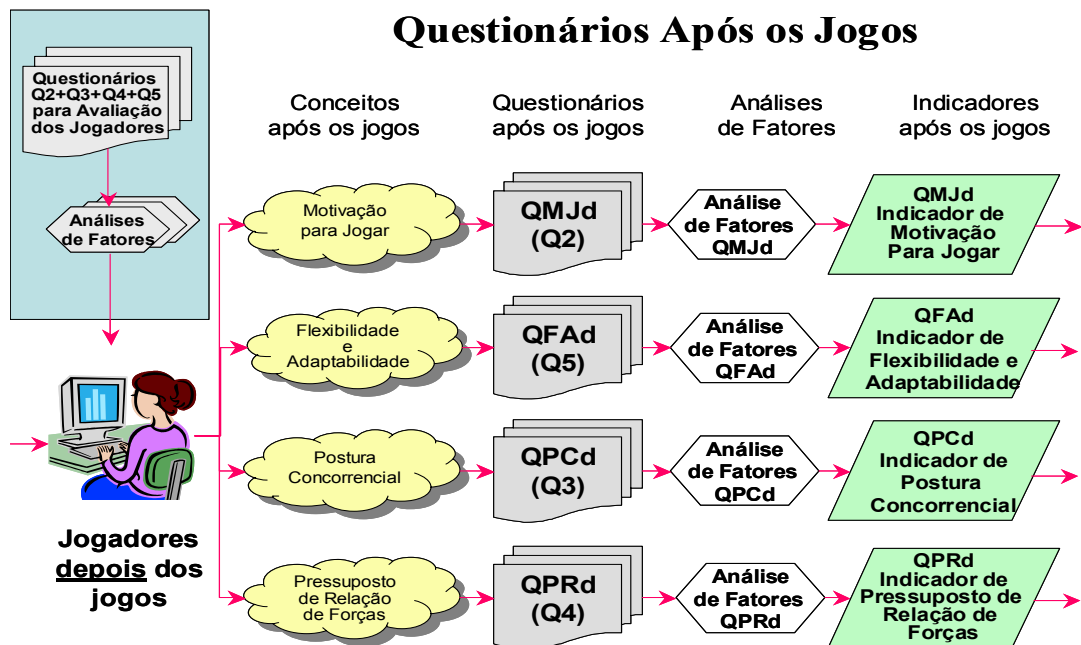 Questionários Após os Jogos
Questionários
Q2+Q3+Q4+Q5
para Avaliação
dos Jogadores
Análises
de Fatores
Jogadores
depois dos
jogos
Conceitos
após os jogos
Questionários
após os jogos
Análises
de Fatores
Indicadores
após os jogos
Motivação
para Jogar
QMJd
(Q2)
Análise
de Fatores
QMJd
QMJd
Indicador de
Motivação
Para Jogar
Flexibilidade
e
Adaptabilidade
QFAd
(Q5)
Análise
de Fatores
QFAd
QFAd
Indicador de
Flexibilidade e
Adaptabilidade
Postura
Concorrencial
QPCd
(Q3)
Análise
de Fatores
QPCd
QPCd
Indicador de
Postura
Concorrencial
Pressuposto
de Relação
de Forças
QPRd
(Q4)
Análise
de Fatores
QPRd
QPRd
Indicador de
Pressuposto de
Relação de
Forças